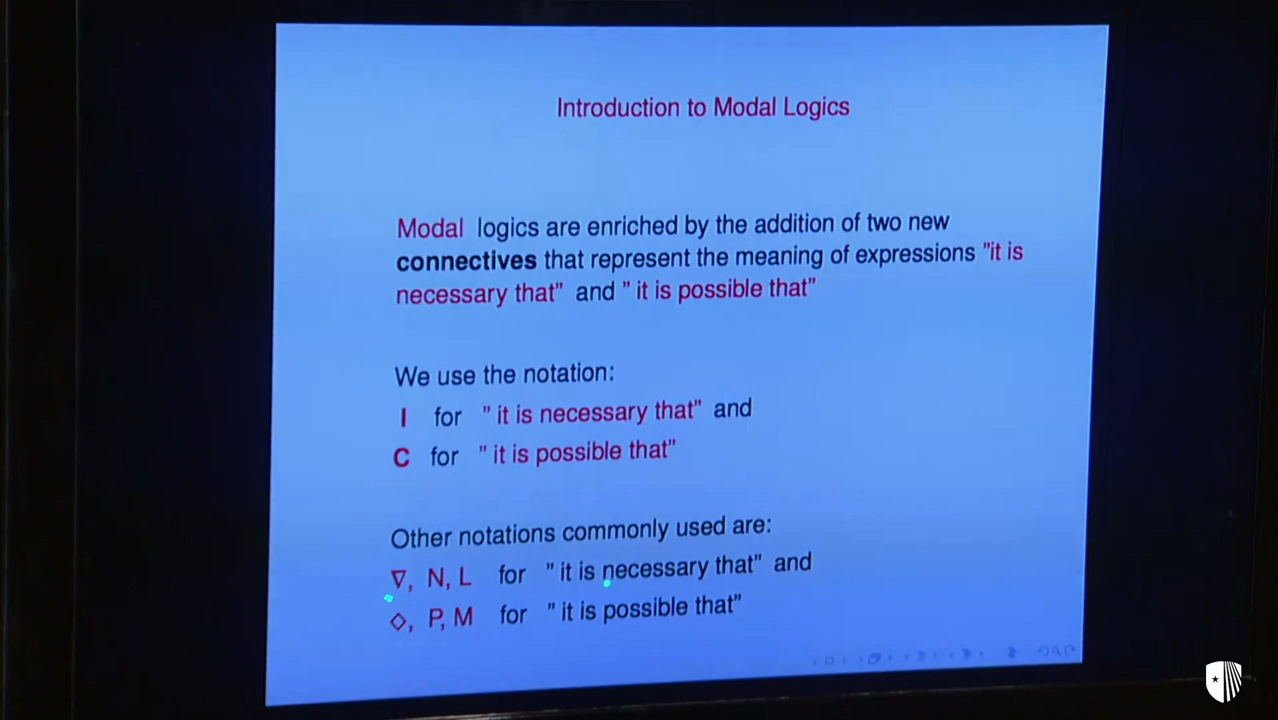 Introduction to Modal Logics
Modal logics are enriched by the addition of two new
connectives that represent the meaning of expressions "it is
necessary that" and " it is possible that"
We use the notation:
I for " it is necessary that" and
C for " it is possible that"
Other notations commonly used are:
∇, N, L for " it is necessary that" and
◇, P, M for " it is possible that"